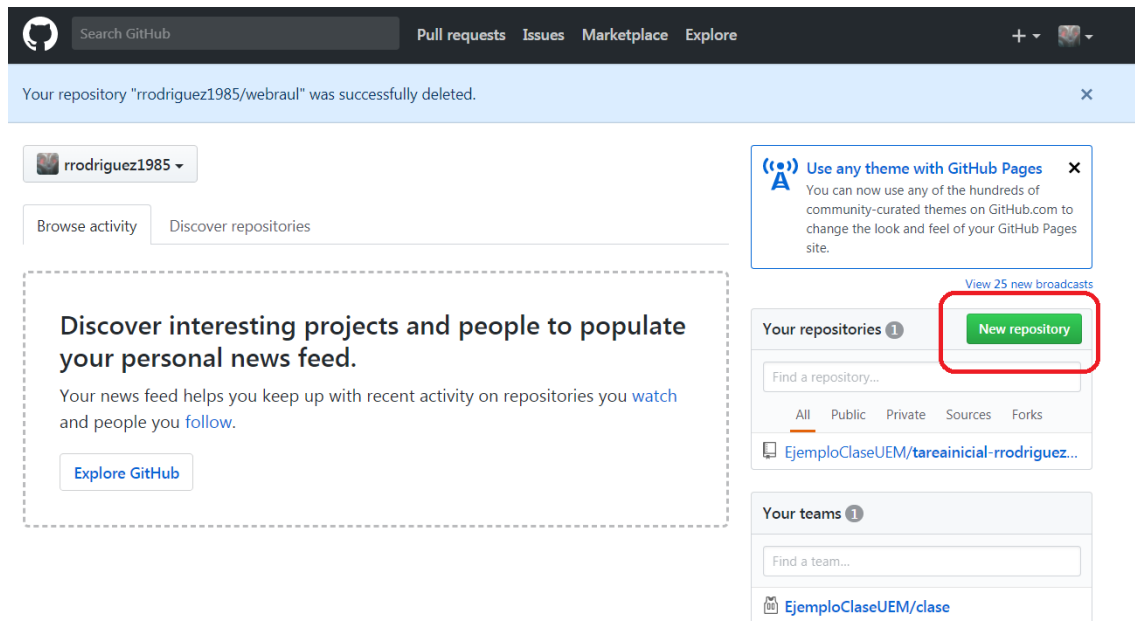 Search GitHub
Pull requests Issues Marketplace Explore
Your repository "rrodriguez1985/webraul" was successfully deleted.
rrodriguez1985
Browse activity Discover repositories
Discover interesting projects and people to populate
your personal news feed.
Your news feed helps you keep up with recent activity on repositories you watch
and people you follow.
Explore GitHub
Use any theme with GitHub Pages
You can now use any of the hundreds of
community-curated themes on GitHub.com to
change the look and feel of your GitHub Pages
site.
View 25 new broadcasts
Your repositories 1
New repository
Find a repository...
All Public Private Sources Forks
EjemploClaseUEM/tareainicial-rrodriguez...
Your teams 1
Find a team...
EjemploClaseUEM/clase